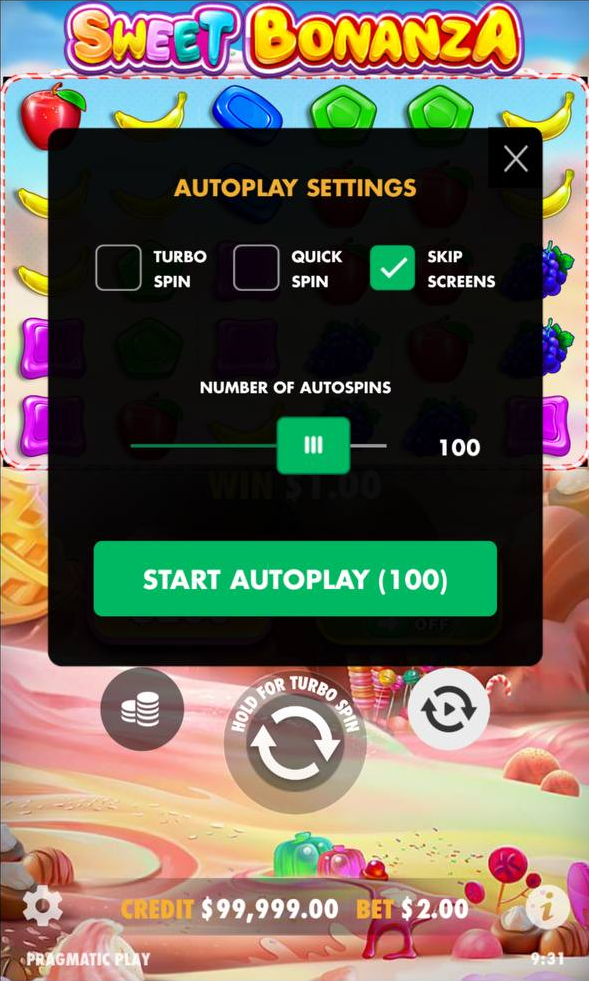 SWEET BONANZA
AUTOPLAY SETTINGS
TURBO
SPIN
QUICK
SPIN
SKIP
SCREENS
NUMBER OF AUTOSPINS
100
WIN $1.00
START AUTOPLAY (100)
OFF
HOLD FOR TURBO SPIN
CREDIT $99,999.00 BET $2.00
PRAGMATIC PLAY
9:31